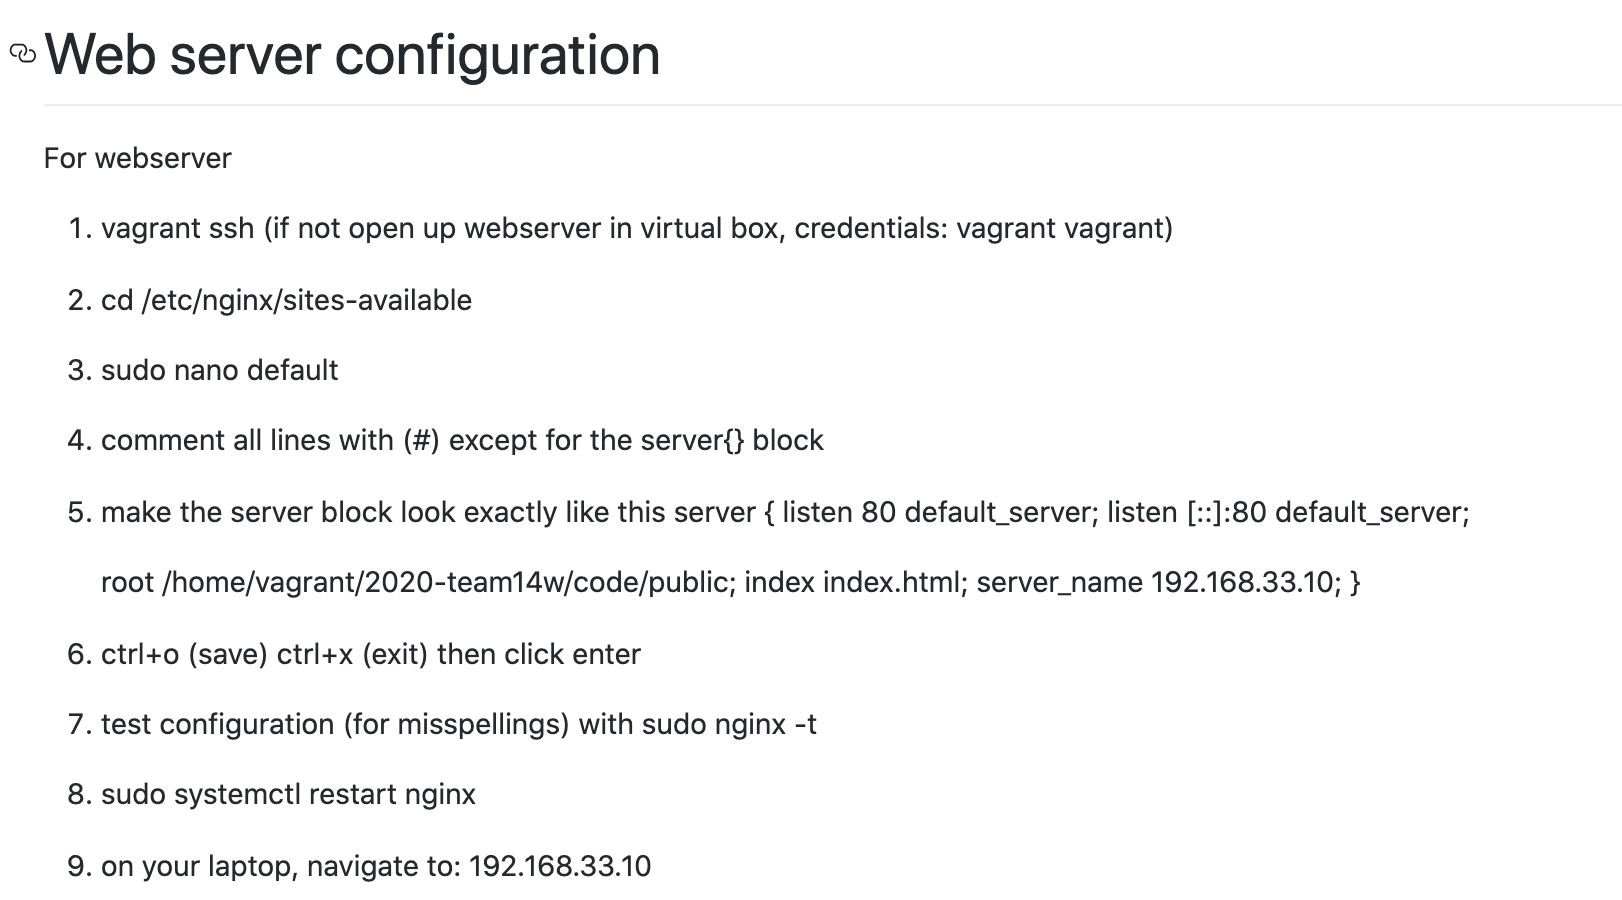 Web server configuration
For webserver
1. vagrant ssh (if not open up webserver in virtual box, credentials: vagrant vagrant)
2. cd /etc/nginx/sites-available
3. sudo nano default
4. comment all lines with (#) except for the server{} block
5. make the server block look exactly like this server { listen 80 default_server; listen [::]:80 default_server;
root /home/vagrant/2020-team14w/code/public; index index.html; server_name 192.168.33.10; }
6. ctrl+o (save) ctrl+x (exit) then click enter
7. test configuration (for misspellings) with sudo nginx -t
8. sudo systemctl restart nginx
9. on your laptop, navigate to: 192.168.33.10